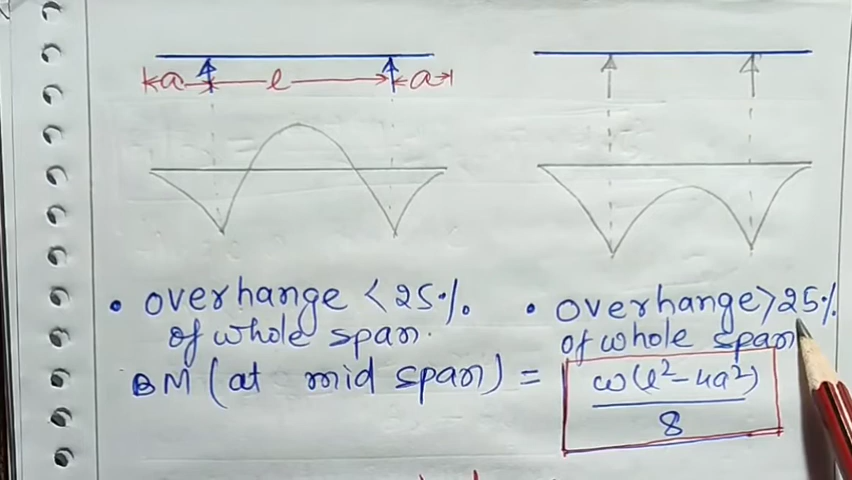 a l a
• overhange < 25%. • overhange > 25%.
of whole span. of whole span
BM (at mid span) = w(l²-4a²)
8